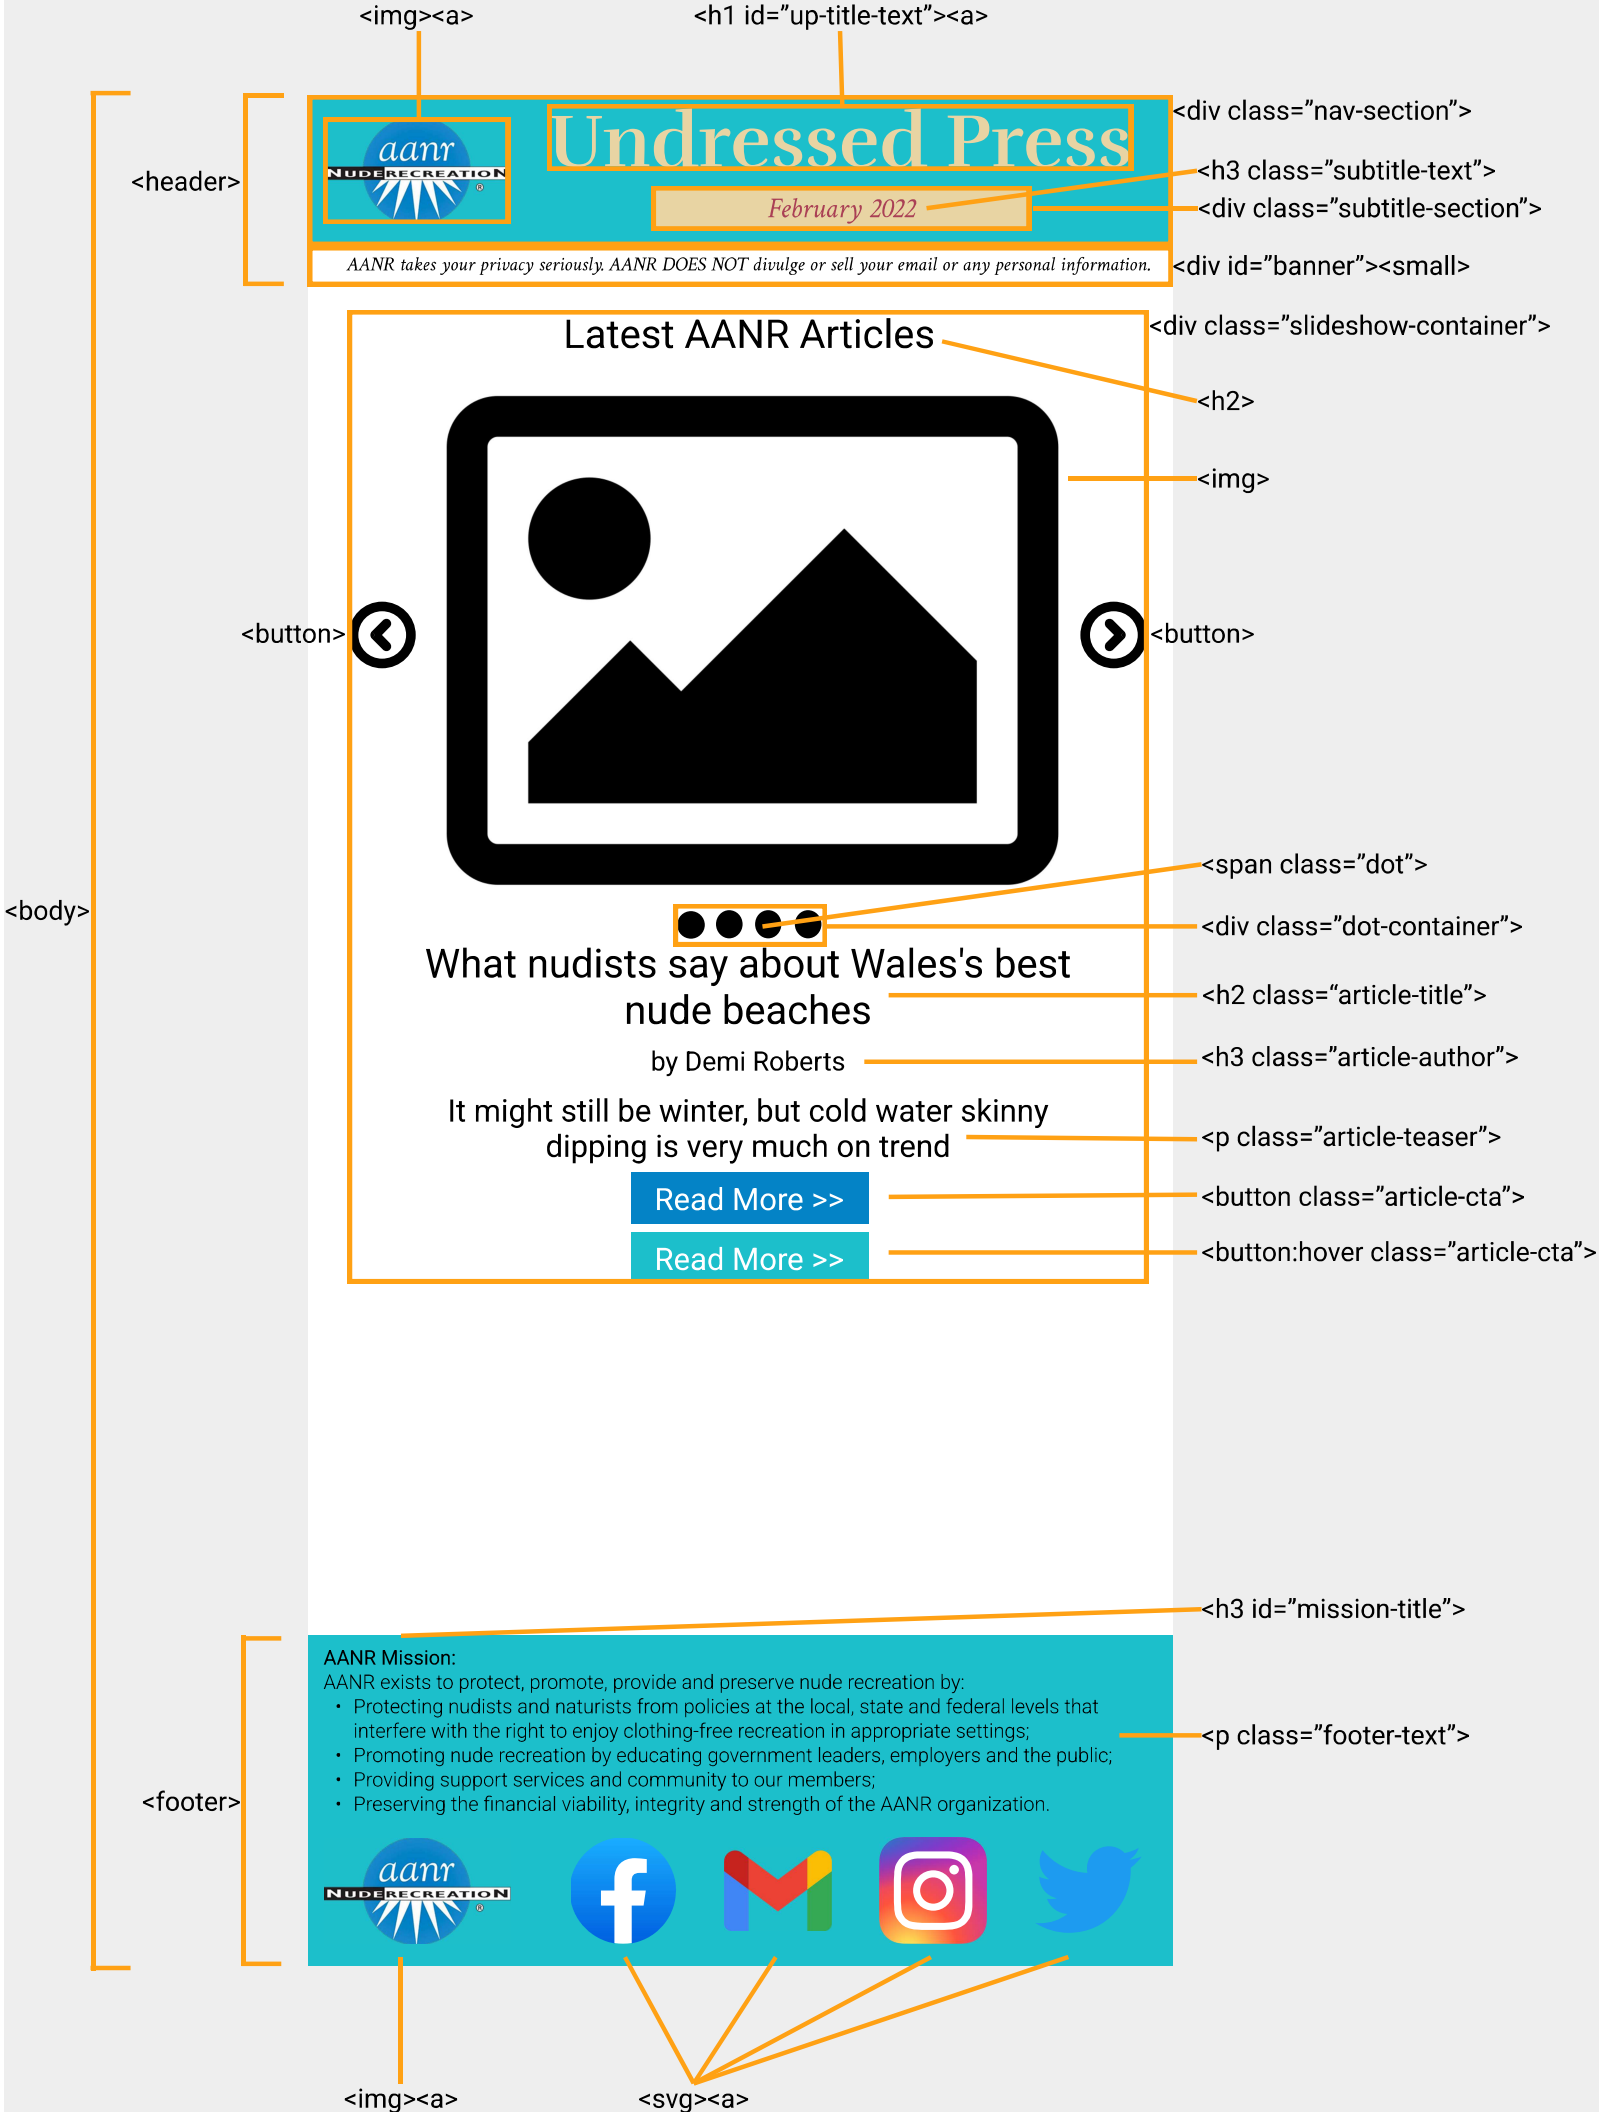 <img><a>
<h1 id=”up-title-text”><a>
<div class=”nav-section”>
aanr
NUDERECREATION
®
Undressed Press
<h3 class=”subtitle-text”>
<header>
February 2022
<div class=”subtitle-section”>
AANR takes your privacy seriously. AANR DOES NOT divulge or sell your email or any personal information.
<div id=”banner”><small>
<div class=”slideshow-container”>
Latest AANR Articles
<h2>
<img>
<button>
<button>
<span class=”dot”>
<body>
<div class=”dot-container”>
What nudists say about Wales's best
nude beaches
<h2 class=“article-title”>
by Demi Roberts
<h3 class=”article-author”>
It might still be winter, but cold water skinny
dipping is very much on trend
<p class=”article-teaser”>
Read More >>
<button class=”article-cta”>
Read More >>
<button:hover class=”article-cta”>
<h3 id=”mission-title”>
AANR Mission:
AANR exists to protect, promote, provide and preserve nude recreation by:
• Protecting nudists and naturists from policies at the local, state and federal levels that
interfere with the right to enjoy clothing-free recreation in appropriate settings;
<p class=”footer-text”>
• Promoting nude recreation by educating government leaders, employers and the public;
• Providing support services and community to our members;
• Preserving the financial viability, integrity and strength of the AANR organization.
<footer>
aanr
NUDERECREATION
®
<img><a>
<svg><a>